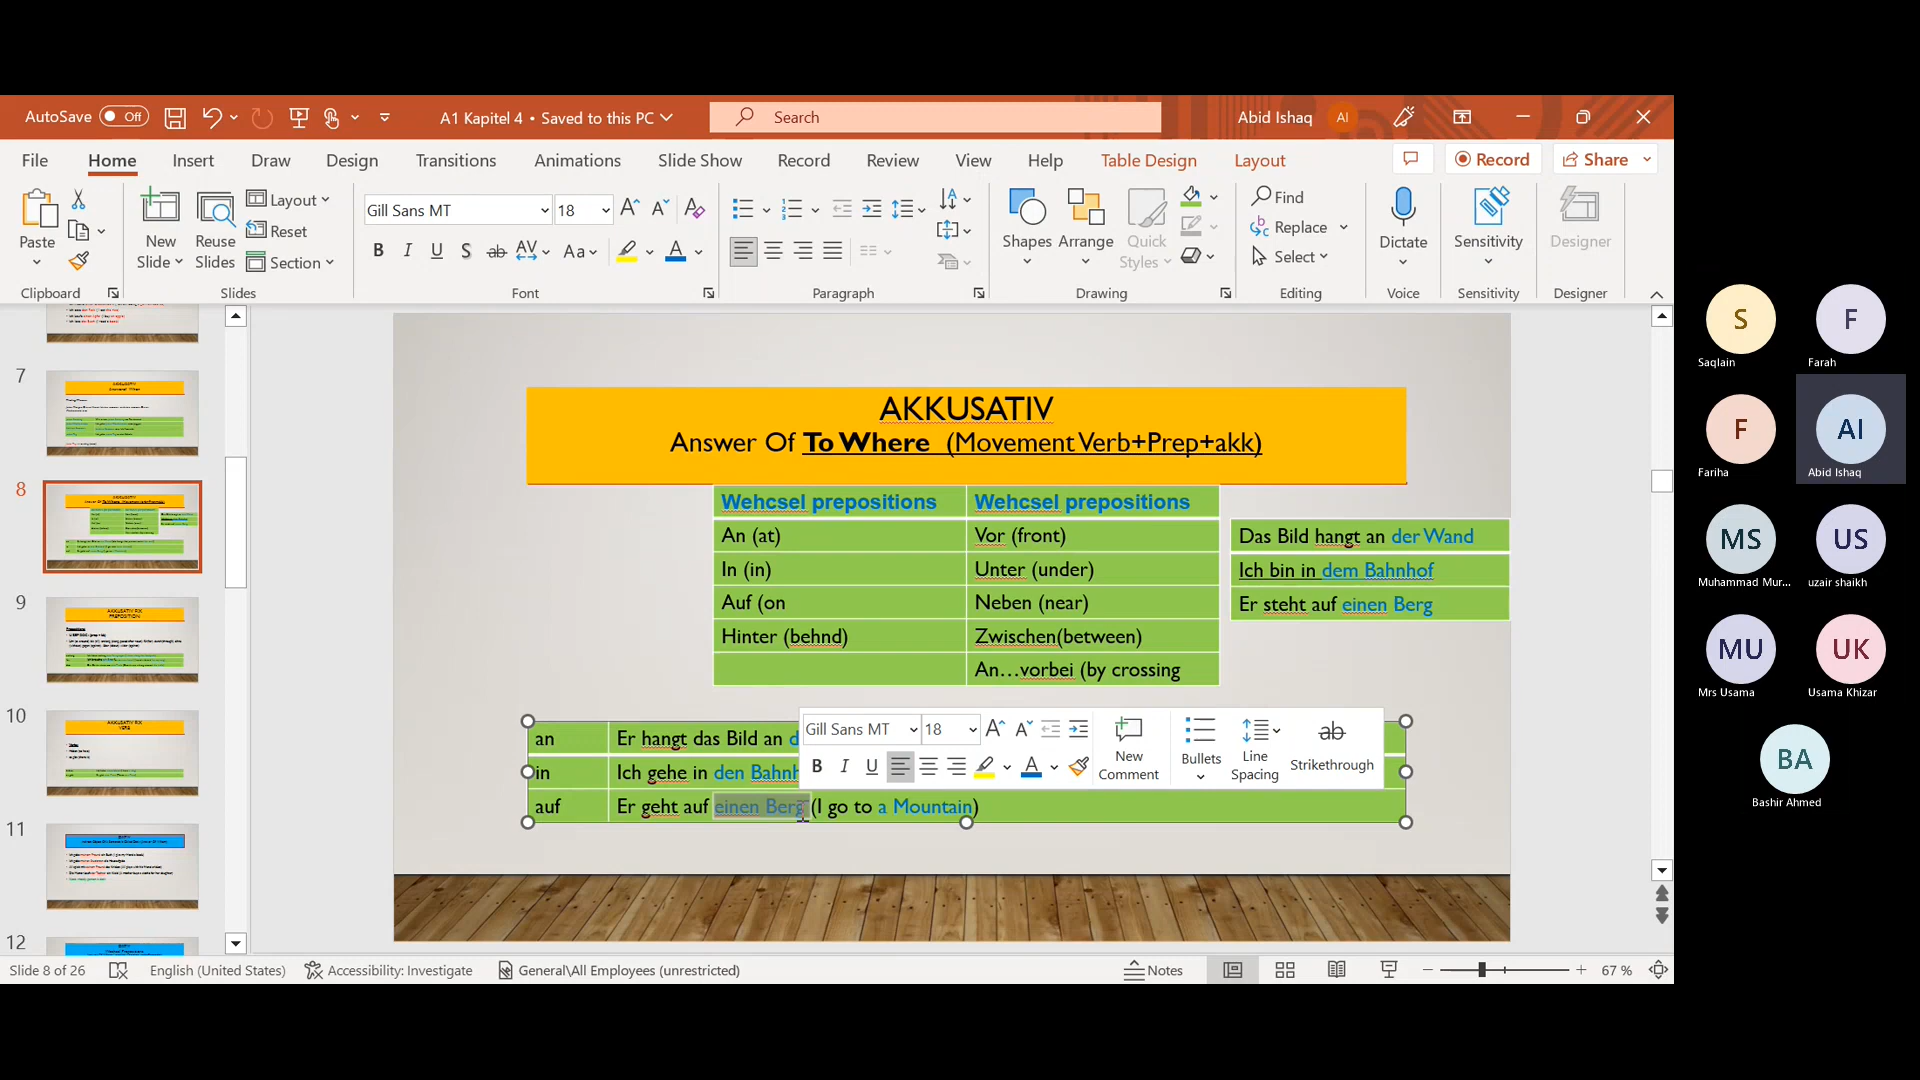 AutoSave Off A1 Kapitel 4 • Saved to this PC Search Abid Ishaq AI
File Home Insert Draw Design Transitions Animations Slide Show Record Review View Help Table Design Layout Record Share
Paste
New Slide
Reuse Slides
Layout
Reset
Section
Gill Sans MT 18
Shapes Arrange Quick Styles
Find
Replace
Select
Dictate
Sensitivity
Designer
Clipboard Slides Font Paragraph Drawing Editing Voice Sensitivity Designer
7
8
9
10
11
12
AKKUSATIV
Answer Of To Where (Movement Verb+Prep+akk)
Wehcsel prepositions Wehcsel prepositions
An (at) Vor (front)
In (in) Unter (under)
Auf (on Neben (near)
Hinter (behnd) Zwischen(between)
An...vorbei (by crossing
Das Bild hangt an der Wand
Ich bin in dem Bahnhof
Er steht auf einen Berg
an Er hangt das Bild an
in Ich gehe in den
auf Er geht auf einen Berg (I go to a Mountain)
Gill Sans MT 18
B I U
New Comment
Bullets
Line Spacing
Strikethrough
Slide 8 of 26 English (United States) Accessibility: Investigate General\All Employees (unrestricted) Notes 67 %
S
Saqlain
F
Farah
F
Fariha
AI
Abid Ishaq
MS
Muhammad Mur...
US
uzair shaikh
MU
Mrs Usama
UK
Usama Khizar
BA
Bashir Ahmed